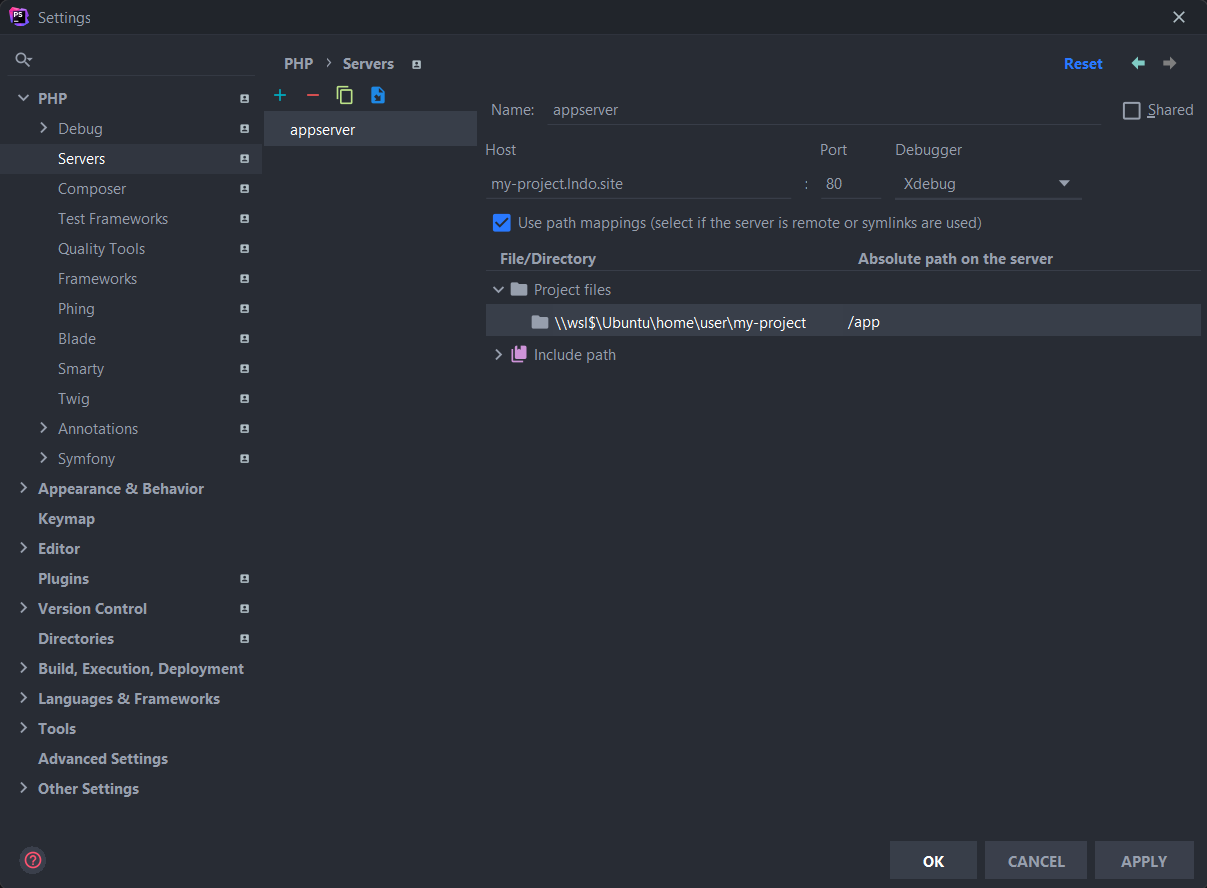 PS
Settings
PHP
Debug
Servers
Composer
Test Frameworks
Quality Tools
Frameworks
Phing
Blade
Smarty
Twig
Annotations
Symfony
Appearance & Behavior
Keymap
Editor
Plugins
Version Control
Directories
Build, Execution, Deployment
Languages & Frameworks
Tools
Advanced Settings
Other Settings
?
PHP > Servers
Reset
appserver
Name: appserver
Shared
Host Port Debugger
my-project.lndo.site : 80 Xdebug
Use path mappings (select if the server is remote or symlinks are used)
File/Directory Absolute path on the server
Project files
\\wsl$\Ubuntu\home\user\my-project /app
Include path
OK CANCEL APPLY